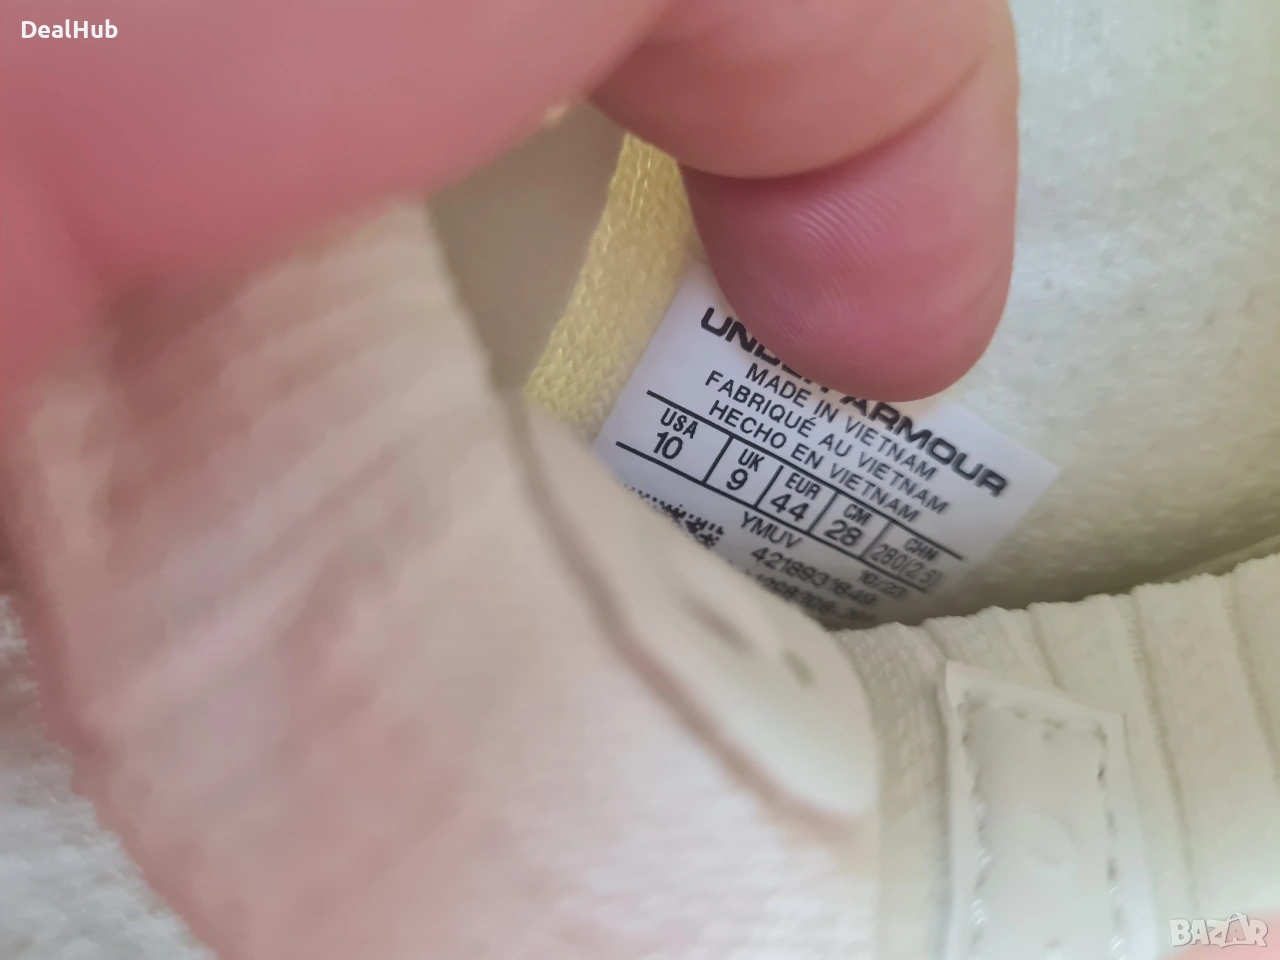 DealHub
UNDER ARMOUR
MADE IN VIETNAM
FABRIQUÉ AU VIETNAM
HECHO EN VIETNAM
USA UK EUR CM CHN
10 9 44 28 280(2.5)
YMUV 10/23
4218931649
BAZAR